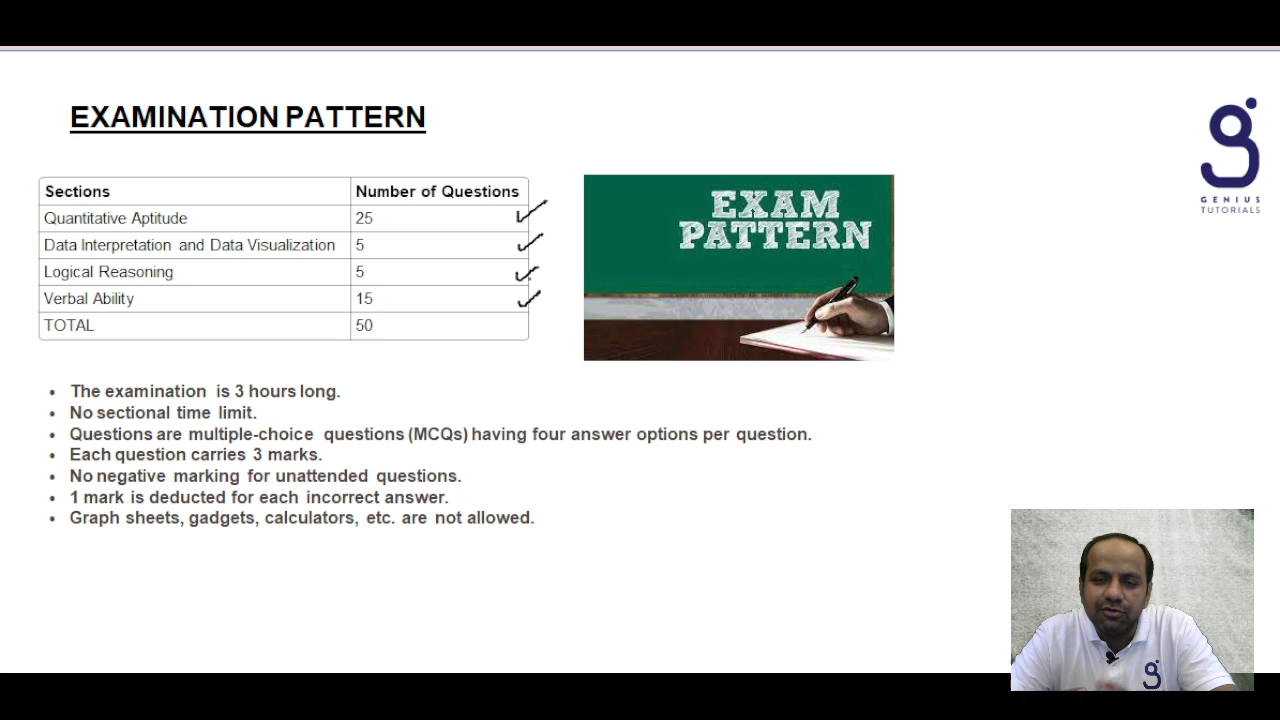 EXAMINATION PATTERN
GENIUS
TUTORIALS
Sections Number of Questions
Quantitative Aptitude 25
Data Interpretation and Data Visualization 5
Logical Reasoning 5
Verbal Ability 15
TOTAL 50
EXAM
PATTERN
• The examination is 3 hours long.
• No sectional time limit.
• Questions are multiple-choice questions (MCQs) having four answer options per question.
• Each question carries 3 marks.
• No negative marking for unattended questions.
• 1 mark is deducted for each incorrect answer.
• Graph sheets, gadgets, calculators, etc. are not allowed.